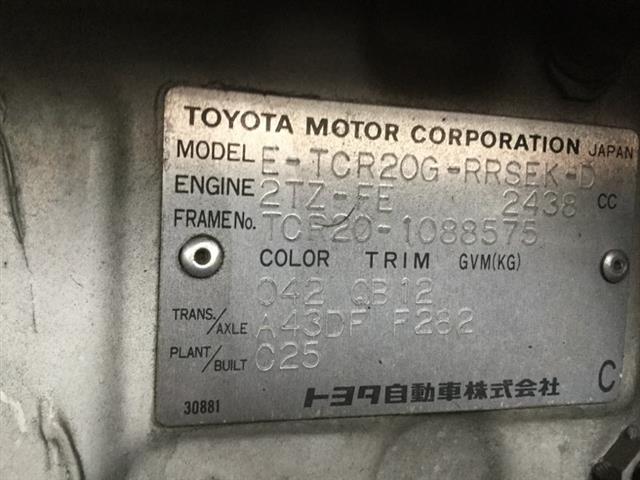 TOYOTA MOTOR CORPORATION JAPAN
MODEL E-TCR20G-RRSEK-D
ENGINE 2TZ-FE 2438 CC
FRAME No. TCR20-1088575
COLOR TRIM GVM(KG)
042 QB12
TRANS./AXLE A43DF F282
PLANT/BUILT C25
トヨタ自動車株式会社 C
30881